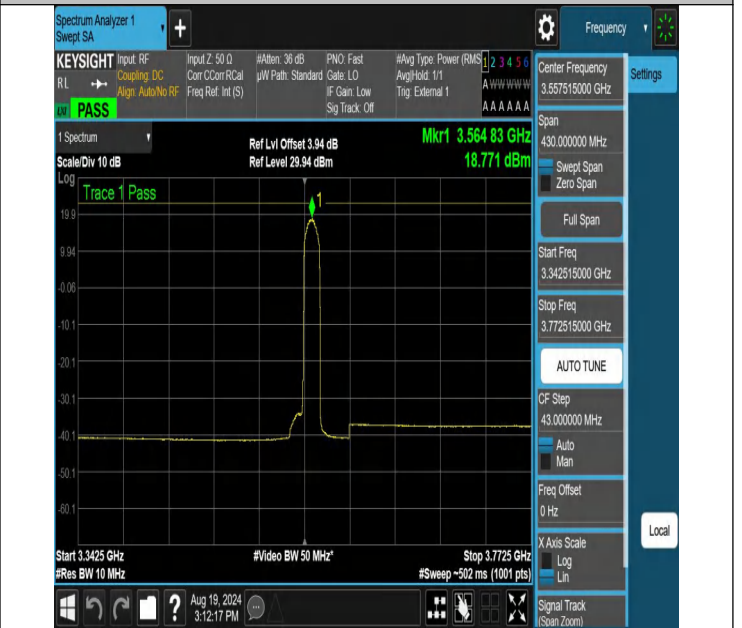 Spectrum Analyzer 1
Swept SA
+
Frequency
KEYSIGHT
RL
PASS
Input: RF
Coupling: DC
Align: Auto/No RF
Input Z: 50 Ω
Corr CCorr RCal
Freq Ref: Int (S)
#Atten: 36 dB
µW Path: Standard
PNO: Fast
Gate: LO
IF Gain: Low
Sig Track: Off
#Avg Type: Power (RMS
Avg|Hold: 1/1
Trig: External 1
1 2 3 4 5 6
A W W W W W
A A A A A A
Center Frequency
3.557515000 GHz
Settings
Span
430.000000 MHz
Swept Span
Zero Span
Full Span
Start Freq
3.342515000 GHz
Stop Freq
3.772515000 GHz
AUTO TUNE
CF Step
43.000000 MHz
Auto
Man
Freq Offset
0 Hz
X Axis Scale
Log
Lin
Signal Track
(Span Zoom)
Local
1 Spectrum
Scale/Div 10 dB
Log
Ref Lvl Offset 3.94 dB
Ref Level 29.94 dBm
Mkr1 3.564 83 GHz
18.771 dBm
Trace 1 Pass
1
19.9
9.94
-0.06
-10.1
-20.1
-30.1
-40.1
-50.1
-60.1
Start 3.3425 GHz
#Res BW 10 MHz
#Video BW 50 MHz*
Stop 3.7725 GHz
#Sweep ~502 ms (1001 pts)
?
Aug 19, 2024
3:12:17 PM